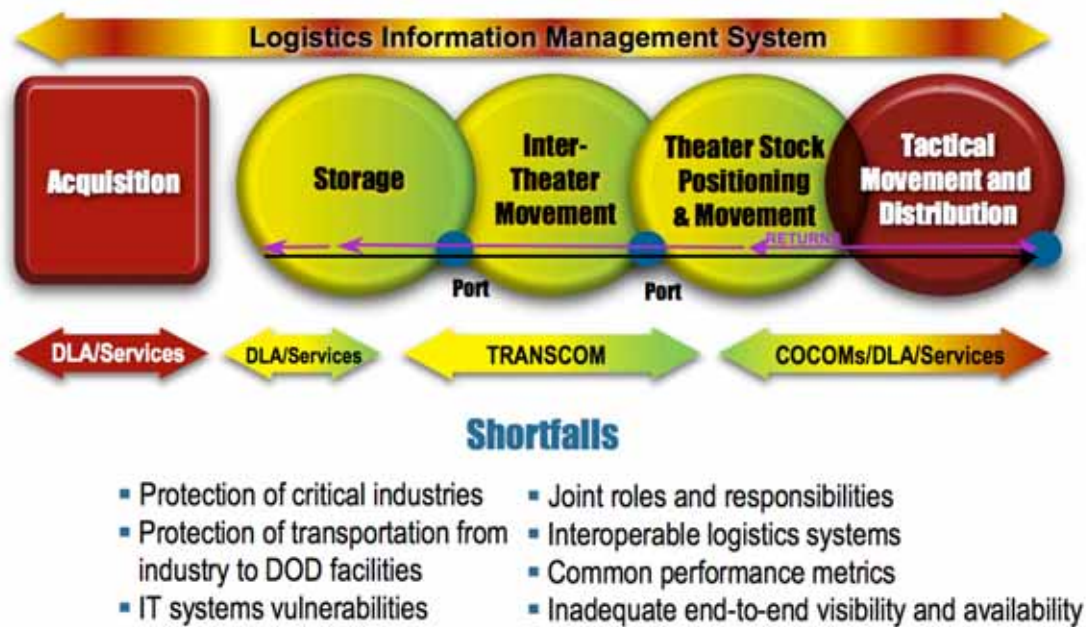 Logistics Information Management System
Acquisition
Storage
Inter-
Theater
Movement
Theater Stock
Positioning
& Movement
Tactical
Movement and
Distribution
RETURNS
Port
Port
DLA/Services
DLA/Services
TRANSCOM
COCOMs/DLA/Services
Shortfalls
▪ Protection of critical industries
▪ Protection of transportation from
industry to DOD facilities
▪ IT systems vulnerabilities
▪ Joint roles and responsibilities
▪ Interoperable logistics systems
▪ Common performance metrics
▪ Inadequate end-to-end visibility and availability